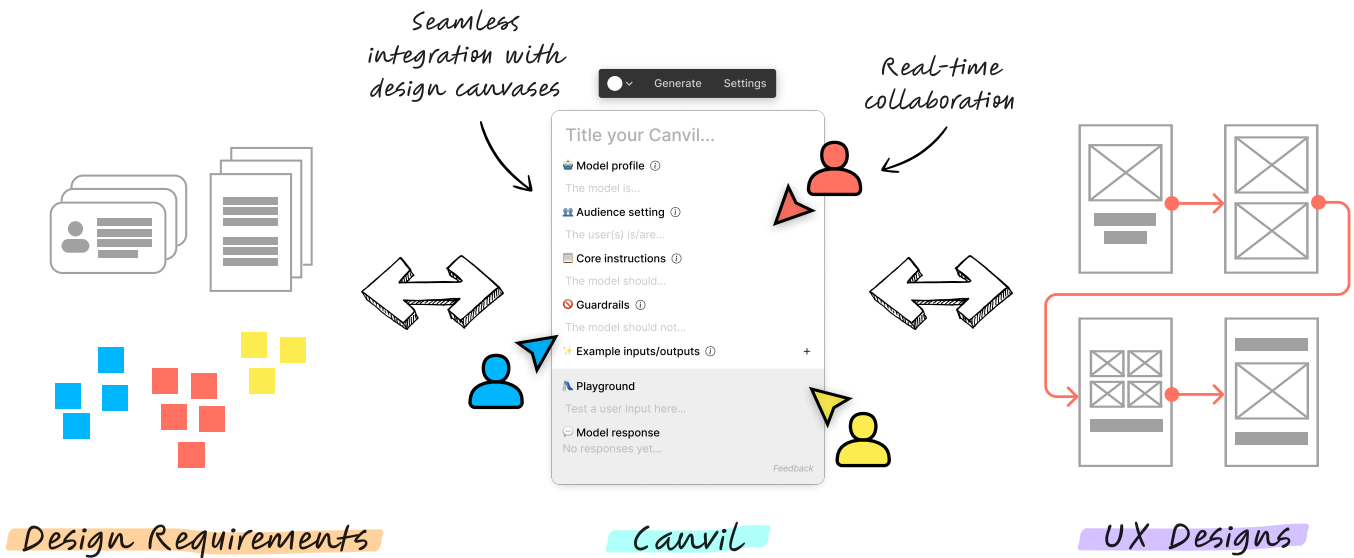 Seamless
integration with
design canvases
Generate Settings
Real-time
collaboration
Title your Canvil...
Model profile
The model is...
Audience setting
The user(s) is/are...
Core instructions
The model should...
Guardrails
The model should not...
Example inputs/outputs +
Playground
Test a user input here...
Model response
No responses yet...
Feedback
Design Requirements
Canvil
UX Designs